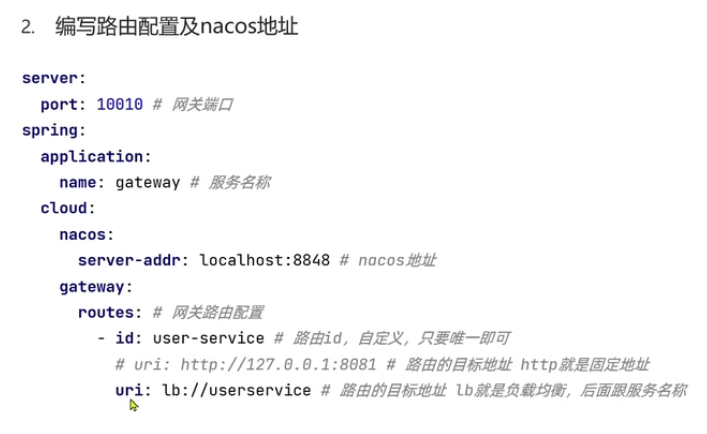 2. 编写路由配置及nacos地址
server:
  port: 10010 # 网关端口
spring:
  application:
    name: gateway # 服务名称
  cloud:
    nacos:
      server-addr: localhost:8848 # nacos地址
    gateway:
      routes: # 网关路由配置
        - id: user-service # 路由id，自定义，只要唯一即可
          # uri: http://127.0.0.1:8081 # 路由的目标地址 http就是固定地址
          uri: lb://userservice # 路由的目标地址 lb就是负载均衡，后面跟服务名称